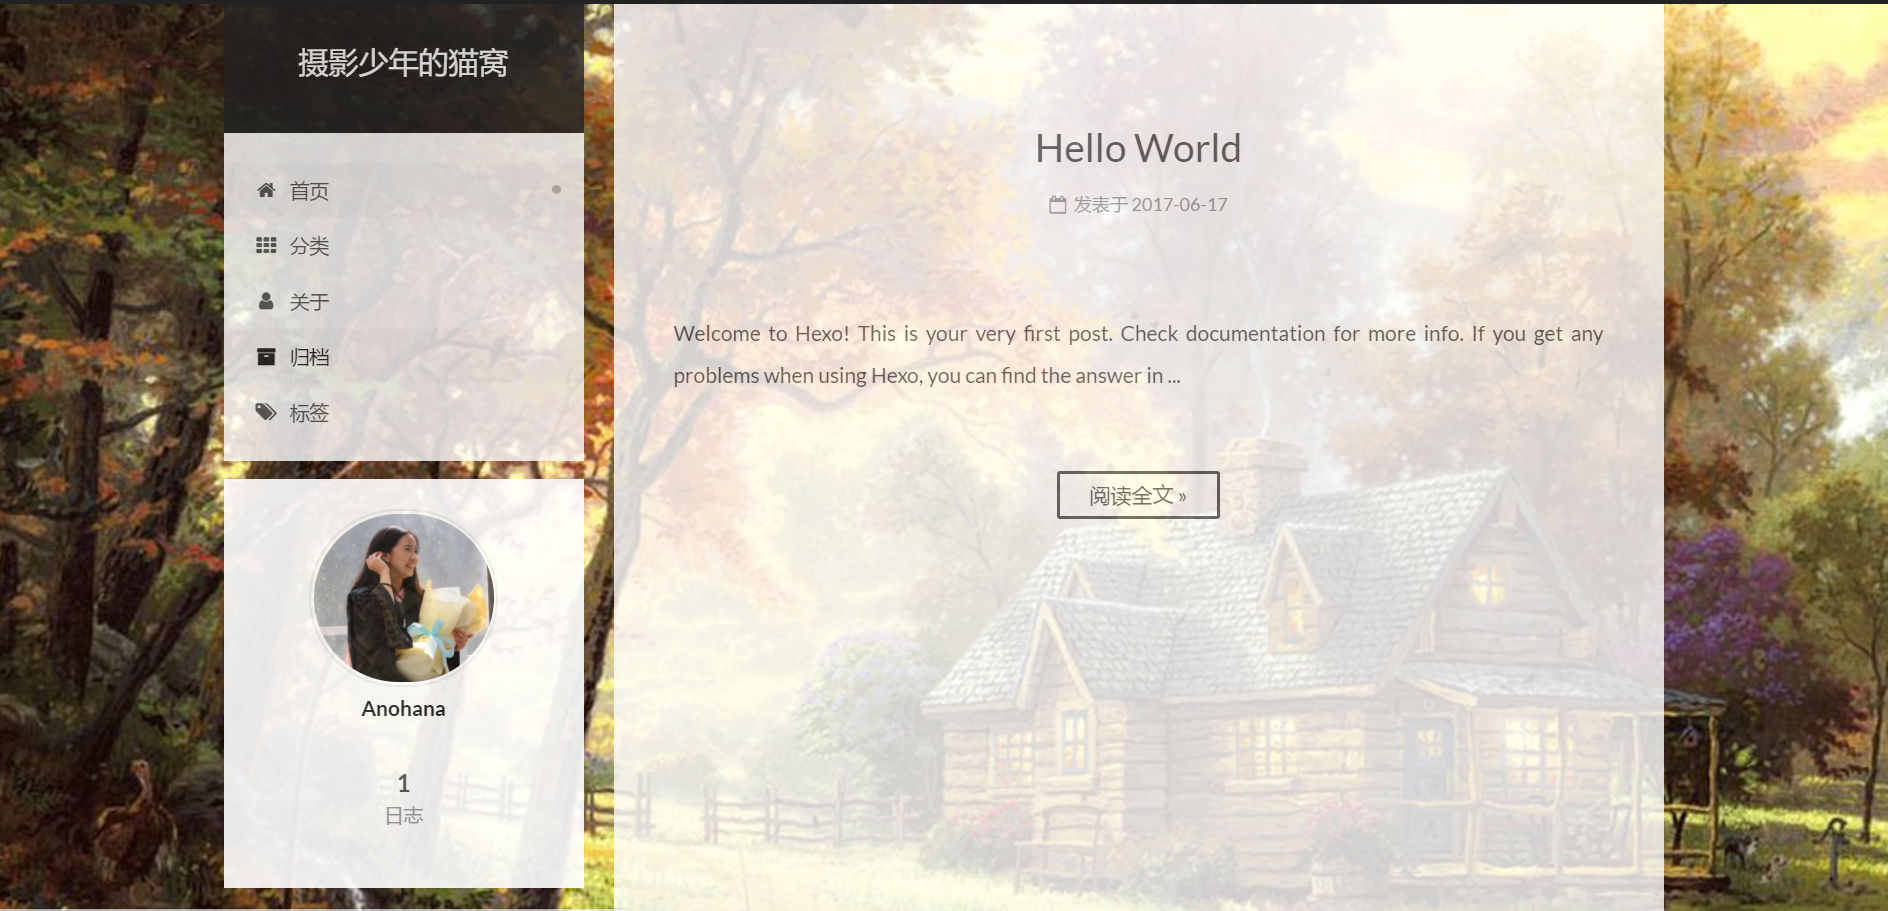 摄影少年的猫窝
首页
分类
关于
归档
标签
Anohana
1
日志
Hello World
发表于 2017-06-17
Welcome to Hexo! This is your very first post. Check documentation for more info. If you get any
problems when using Hexo, you can find the answer in ...
阅读全文 »